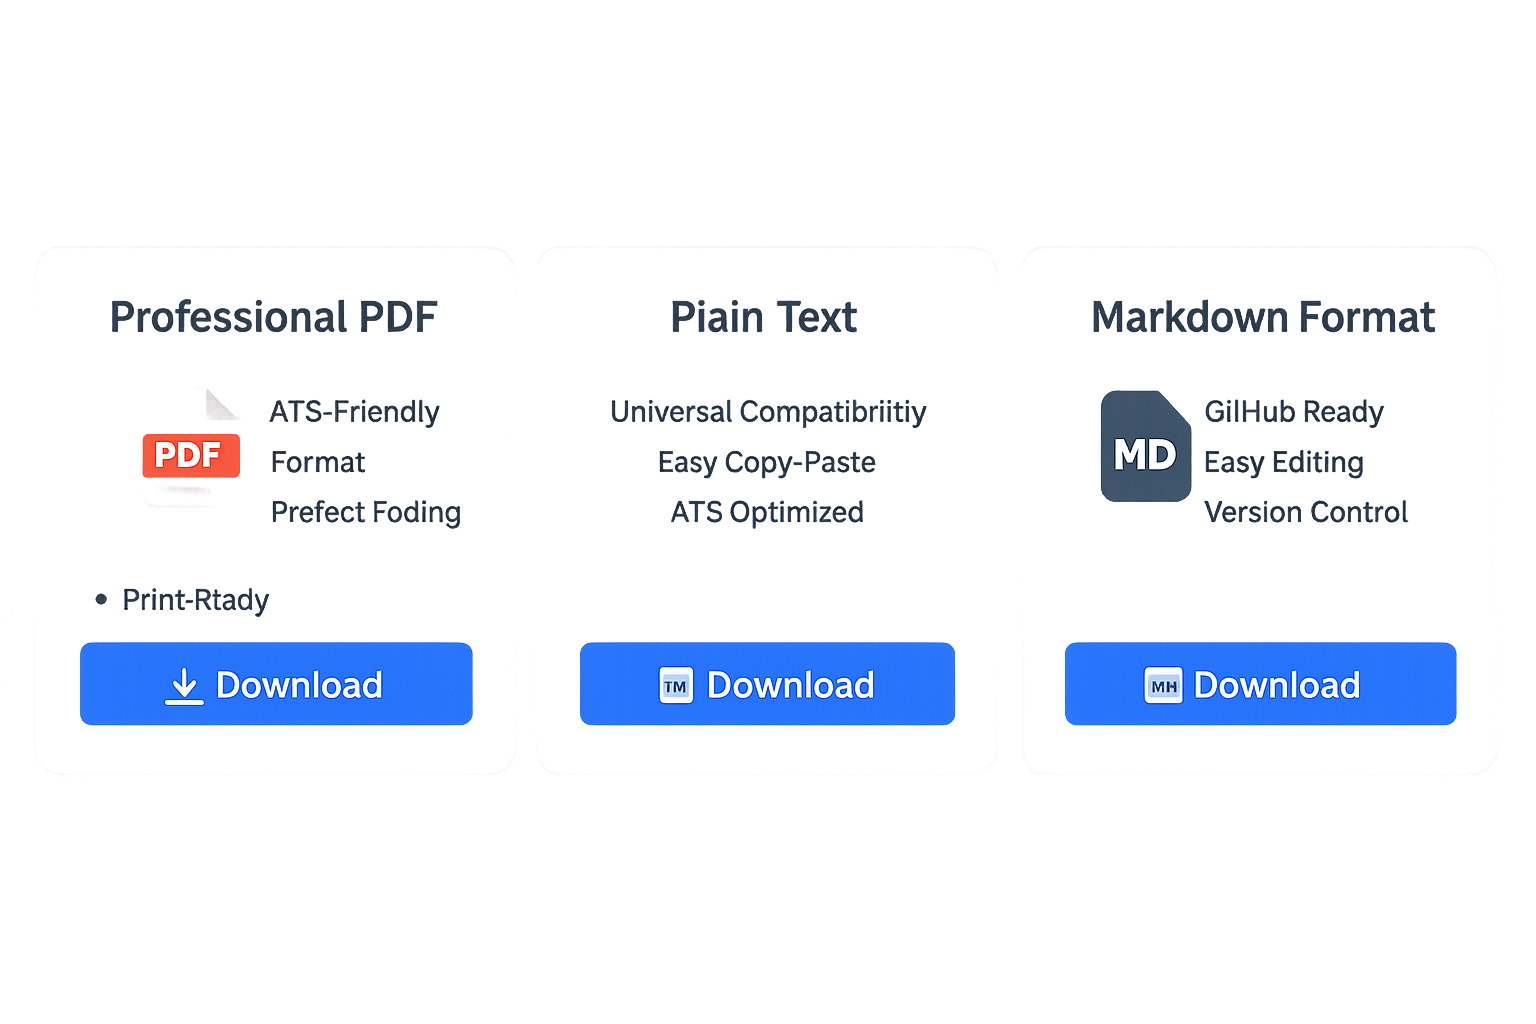 Professional PDF
PDF
ATS-Friendly
Format
Prefect Foding
• Print-Rtady
Download
Piain Text
Universal Compatibriitiy
Easy Copy-Paste
ATS Optimized
TM Download
Markdown Format
MD
GilHub Ready
Easy Editing
Version Control
MH Download